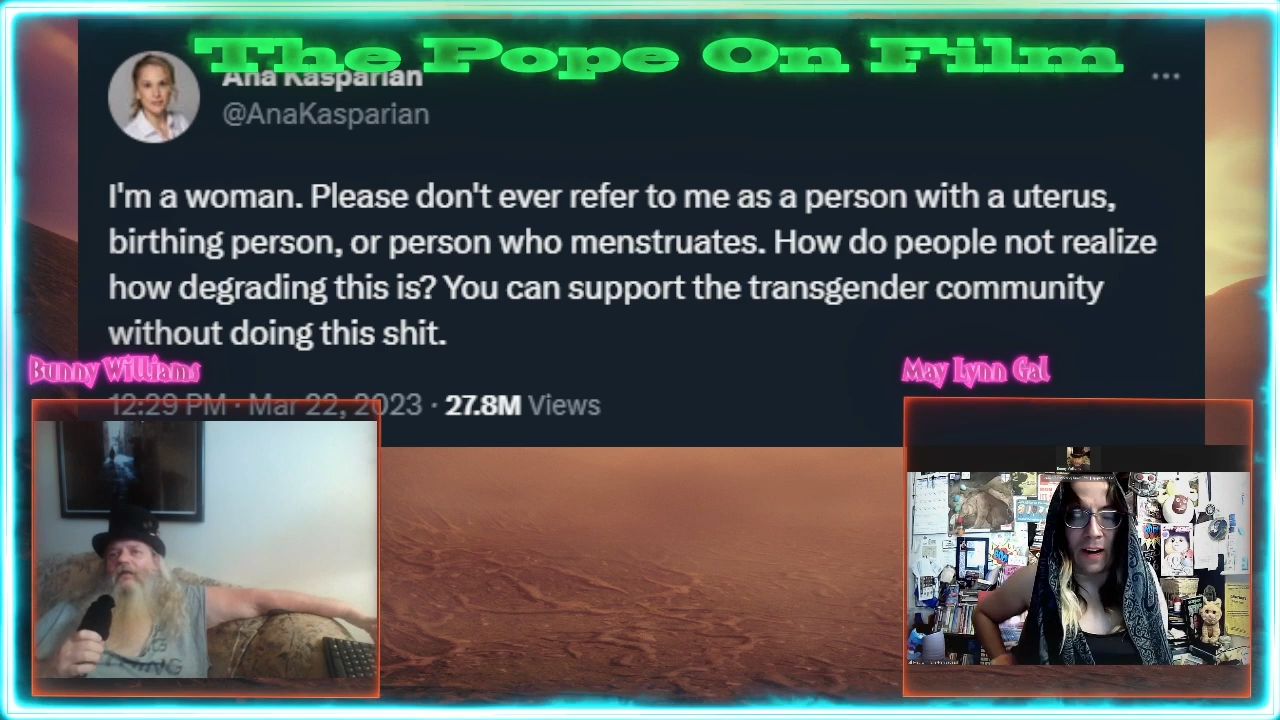 The Pope On Film
Ana Kasparian
@AnaKasparian
I'm a woman. Please don't ever refer to me as a person with a uterus,
birthing person, or person who menstruates. How do people not realize
how degrading this is? You can support the transgender community
without doing this shit.
Bunny Williams
May Lynn Gal
12:29 PM · Mar 22, 2023 · 27.8M Views